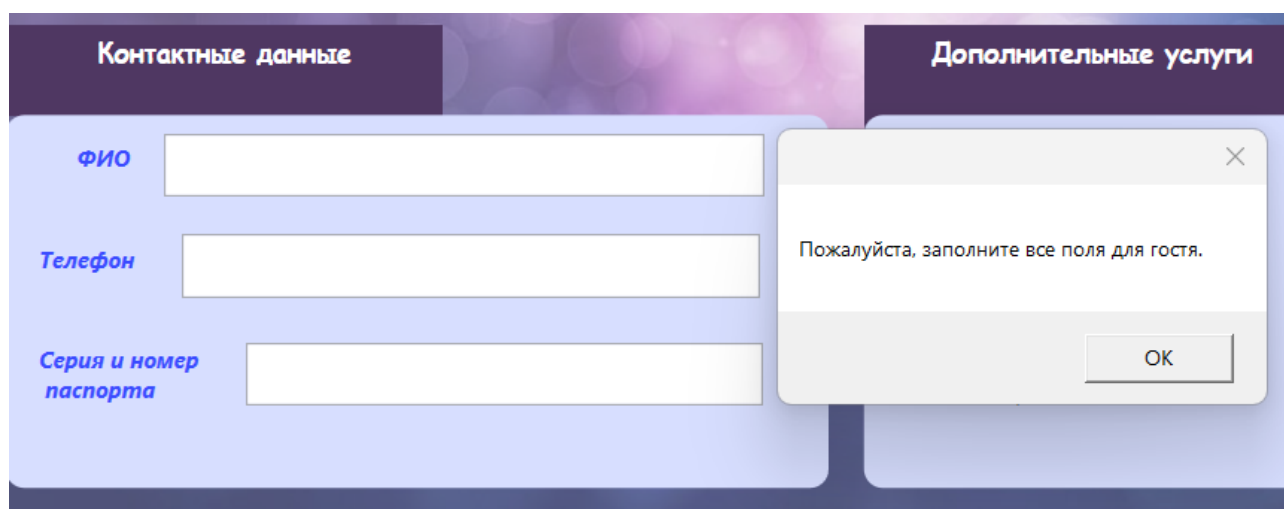 Контактные данные
Дополнительные услуги
ФИО
Телефон
Серия и номер
паспорта
Пожалуйста, заполните все поля для гостя.
OK